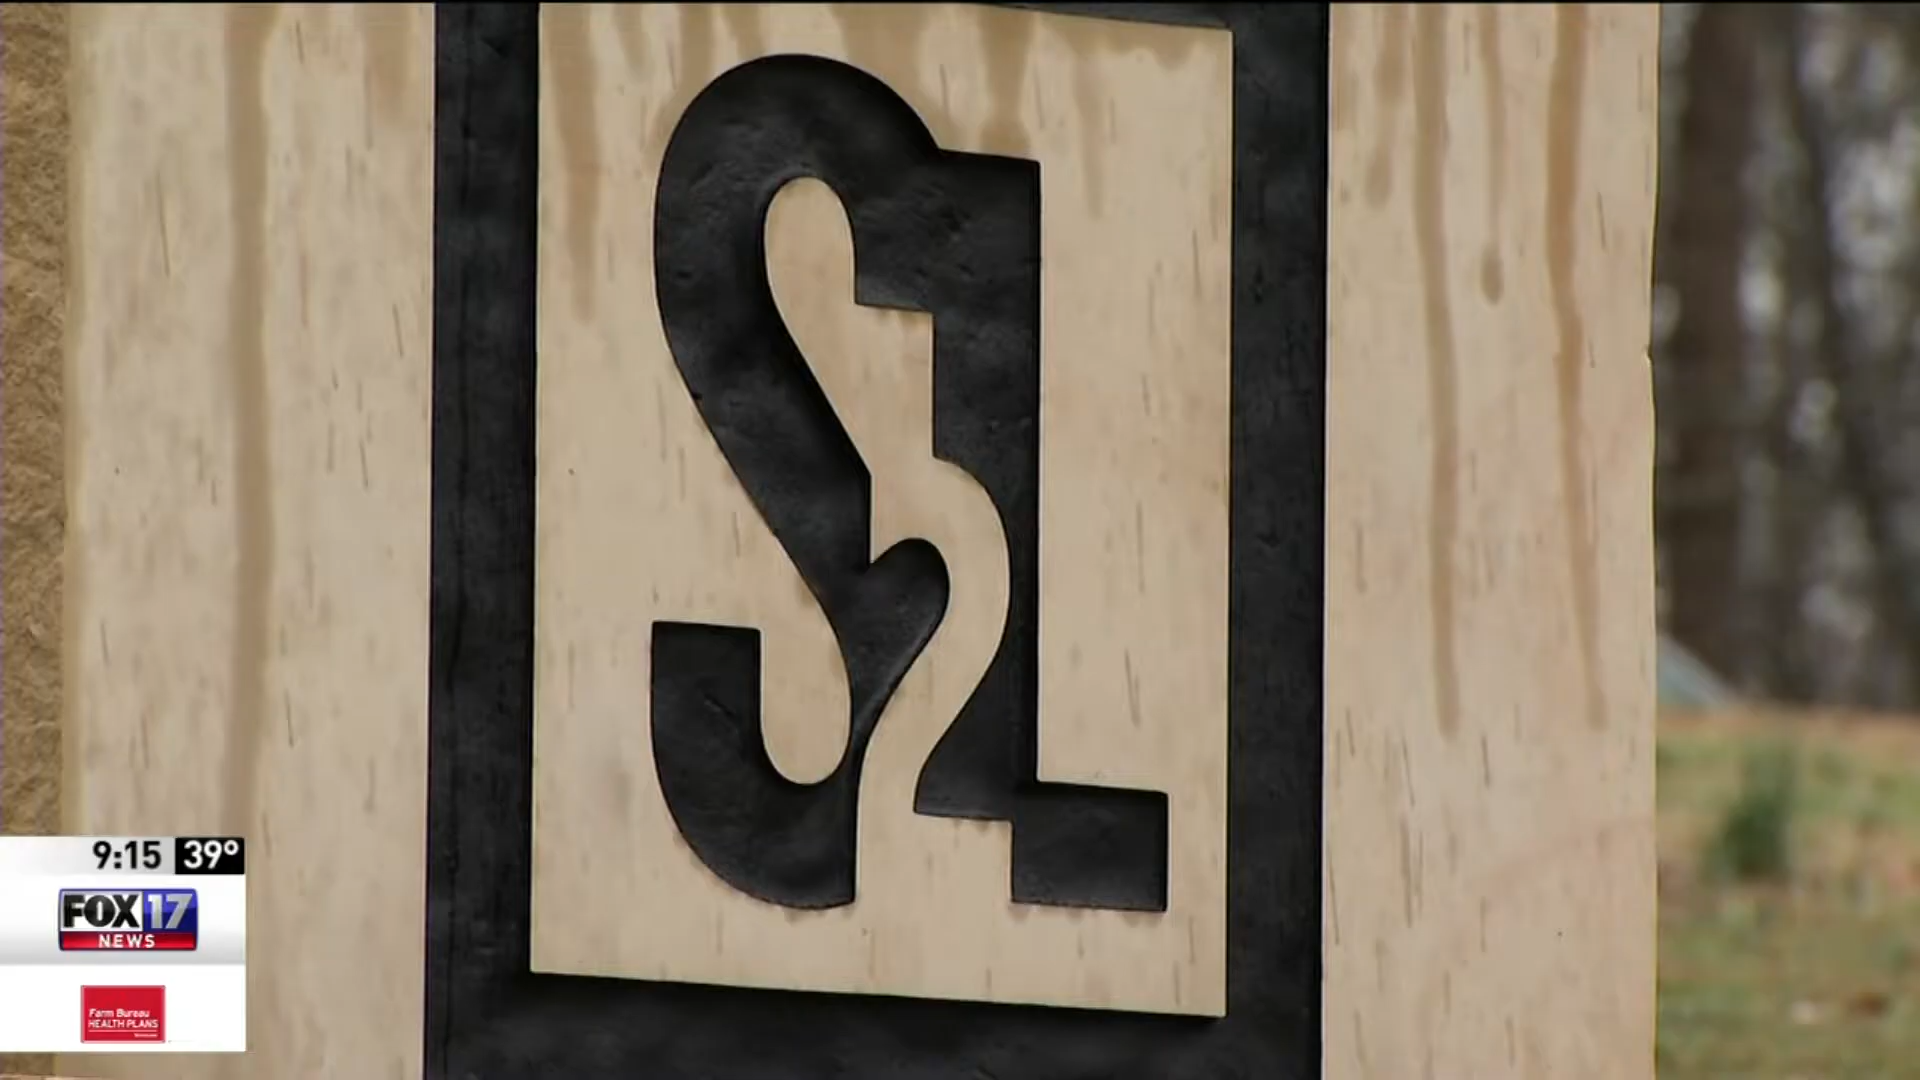 S2L
9:15 39°
FOX 17
NEWS
Farm Bureau
HEALTH PLANS